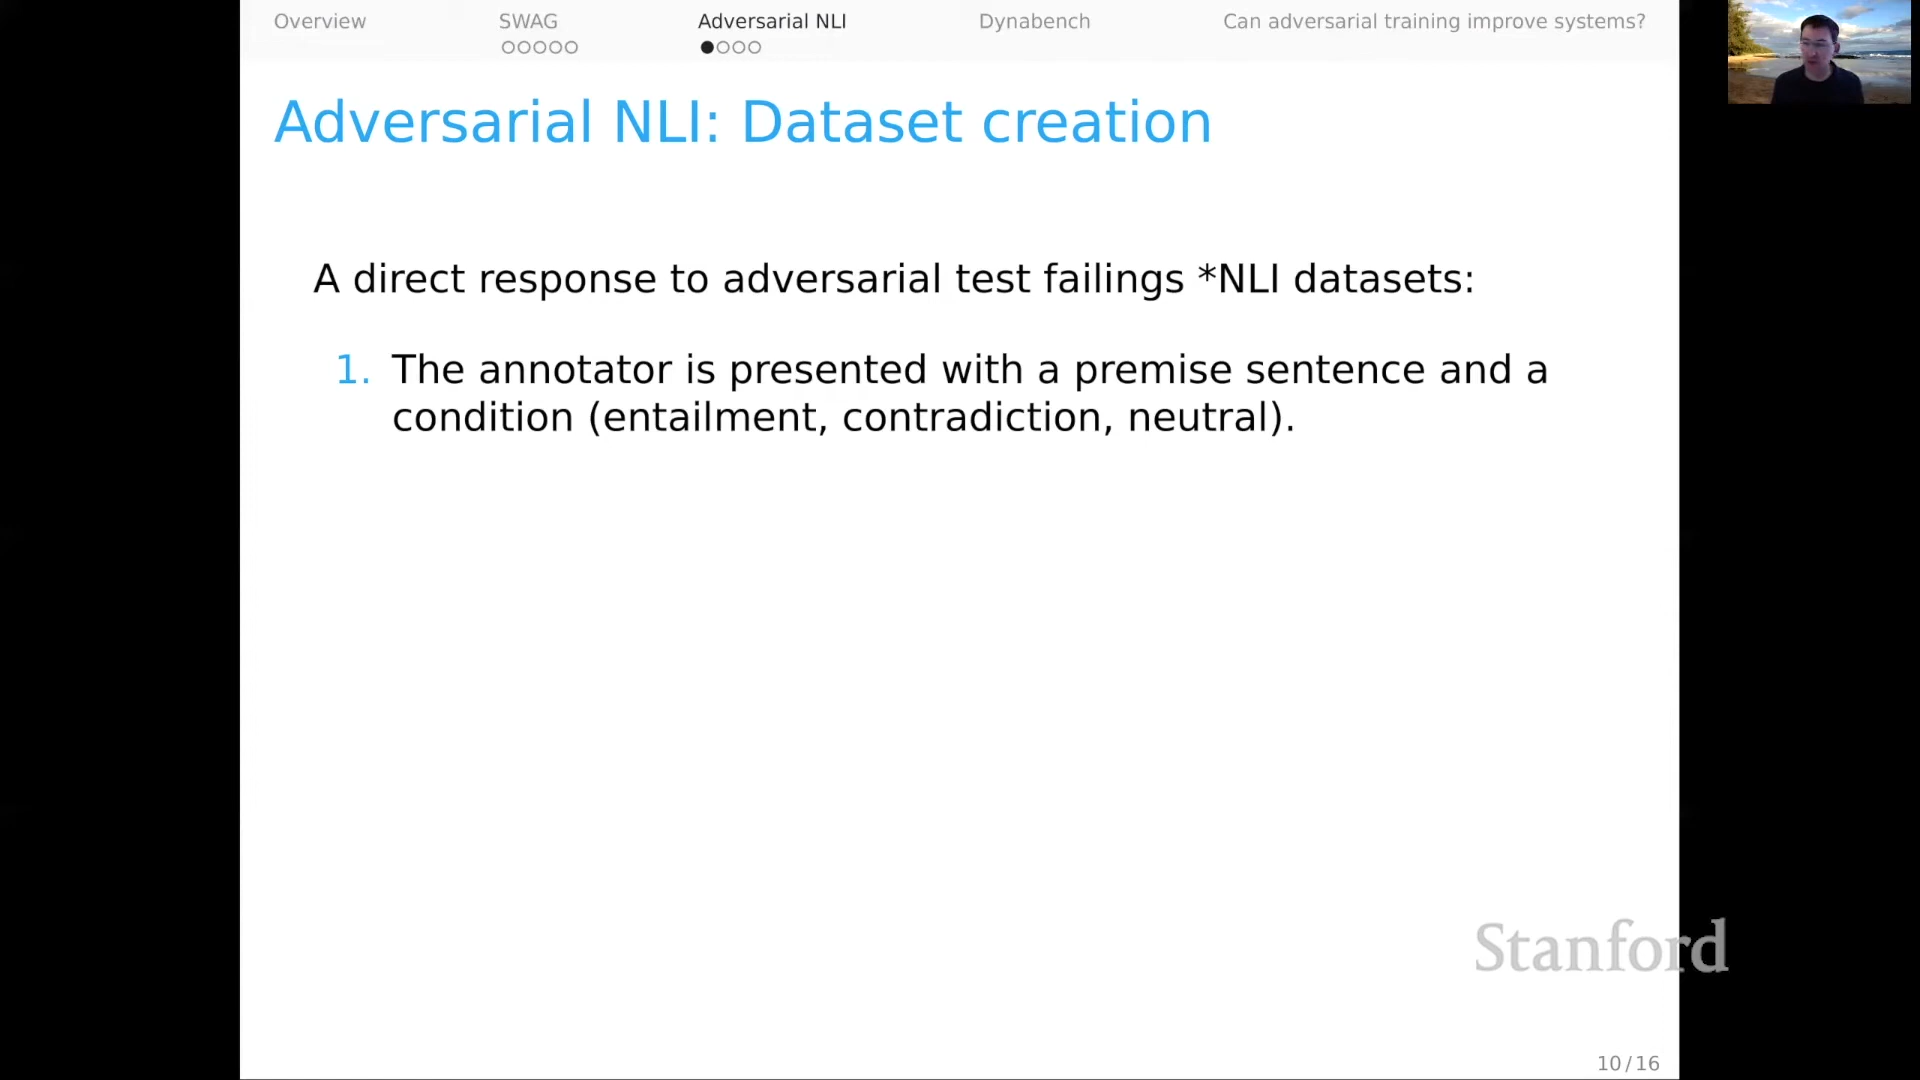 Overview SWAG Adversarial NLI Dynabench Can adversarial training improve systems?
Adversarial NLI: Dataset creation
A direct response to adversarial test failings *NLI datasets:
1. The annotator is presented with a premise sentence and a
condition (entailment, contradiction, neutral).
Stanford
10 / 16